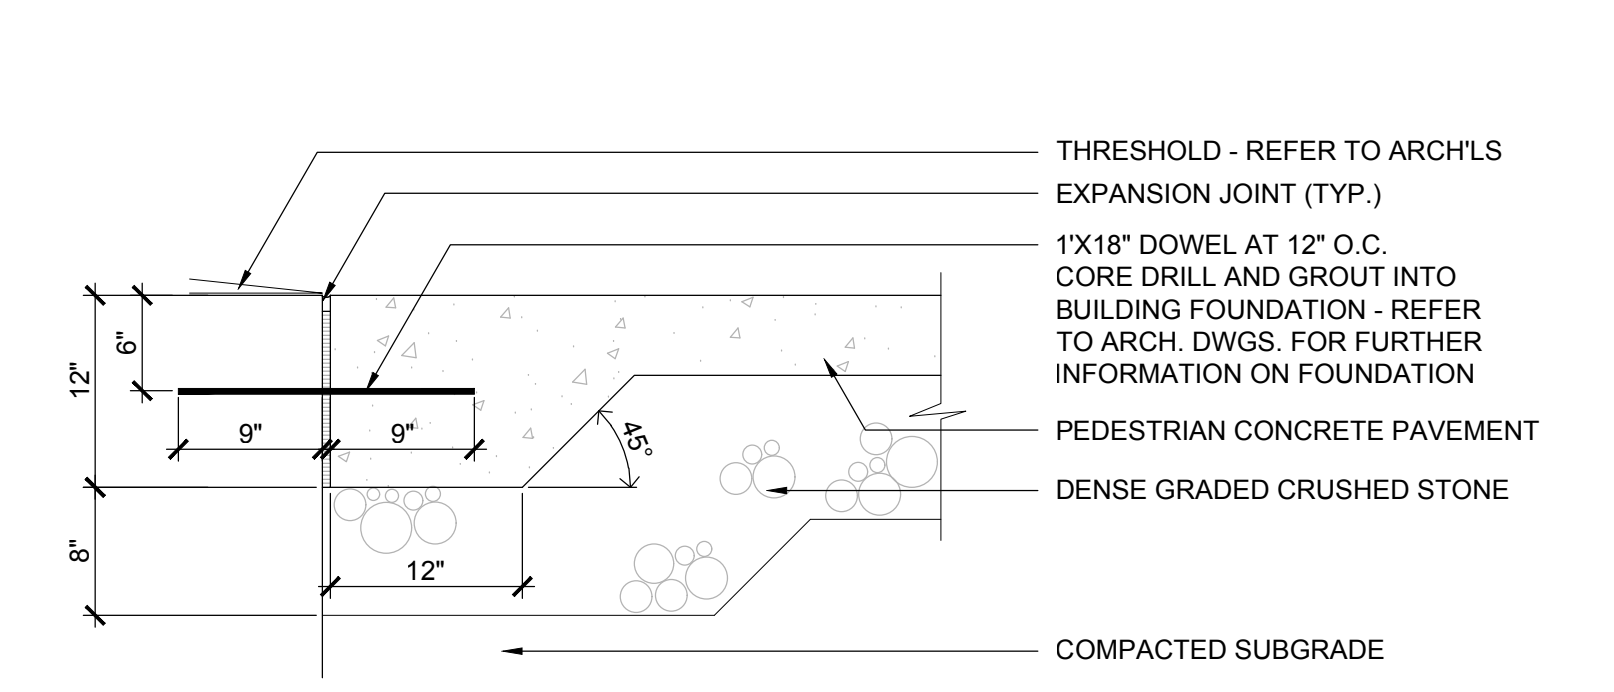 THRESHOLD - REFER TO ARCH'LS
EXPANSION JOINT (TYP.)
1'X18" DOWEL AT 12" O.C.
CORE DRILL AND GROUT INTO
BUILDING FOUNDATION - REFER
TO ARCH. DWGS. FOR FURTHER
INFORMATION ON FOUNDATION
PEDESTRIAN CONCRETE PAVEMENT
DENSE GRADED CRUSHED STONE
COMPACTED SUBGRADE
6"
12"
9"
9"
45°
8"
12"